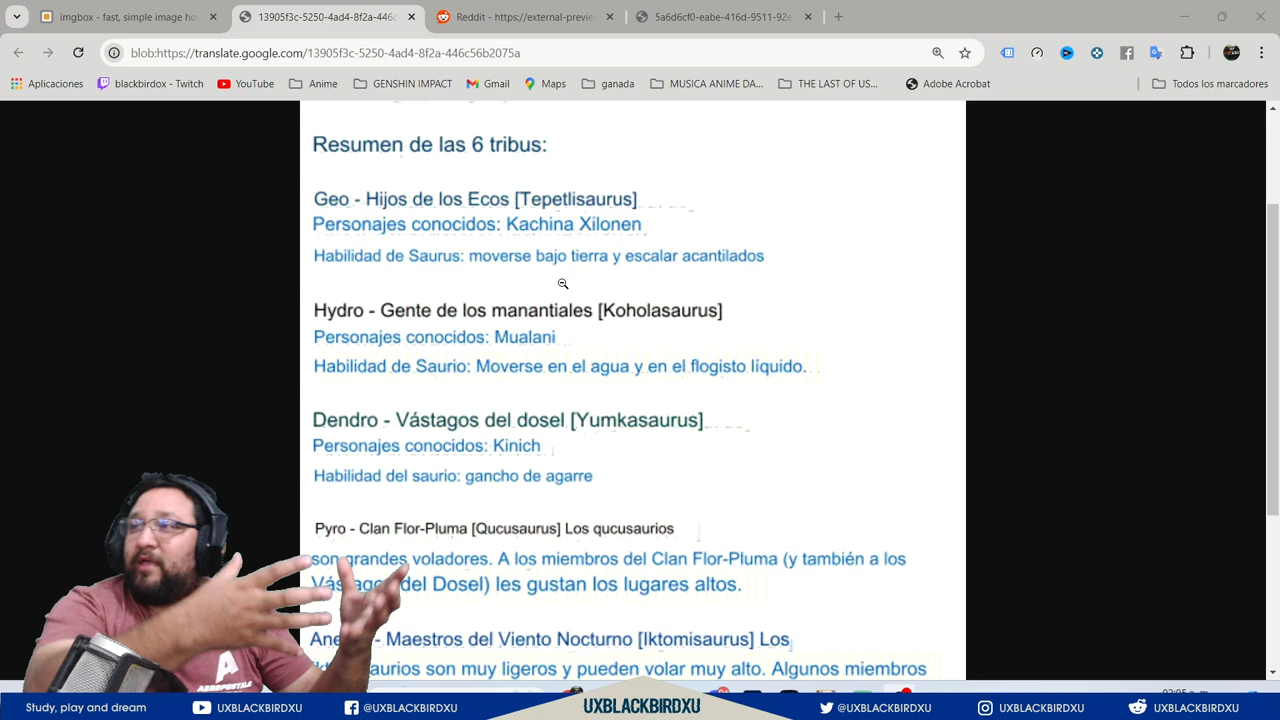 imgbox - fast, simple image ho
13905f3c-5250-4ad4-8f2a-446c
Reddit - https://external-previe
5a6d6cf0-eabe-416d-9511-92e
blob:https://translate.google.com/13905f3c-5250-4ad4-8f2a-446c56b2075a
Aplicaciones
blackbirdox - Twitch
YouTube
Anime
GENSHIN IMPACT
Gmail
Maps
ganada
MUSICA ANIME DA...
THE LAST OF US...
Adobe Acrobat
Todos los marcadores
Resumen de las 6 tribus:
Geo - Hijos de los Ecos [Tepetlisaurus]
Personajes conocidos: Kachina Xilonen
Habilidad de Saurus: moverse bajo tierra y escalar acantilados
Hydro - Gente de los manantiales [Koholasaurus]
Personajes conocidos: Mualani
Habilidad de Saurio: Moverse en el agua y en el flogisto líquido.
Dendro - Vástagos del dosel [Yumkasaurus]
Personajes conocidos: Kinich
Habilidad del saurio: gancho de agarre
Pyro - Clan Flor-Pluma [Qucusaurus] Los qucusaurios
son grandes voladores. A los miembros del Clan Flor-Pluma (y también a los
del Dosel) les gustan los lugares altos.
- Maestros del Viento Nocturno [Iktomisaurus] Los
son muy ligeros y pueden volar muy alto. Algunos miembros
AEROPOSTALE
Study, play and dream
UXBLACKBIRDXU
@UXBLACKBIRDXU
UXBLACKBIRDXU
@UXBLACKBIRDXU
UXBLACKBIRDXU
UXBLACKBIRDXU